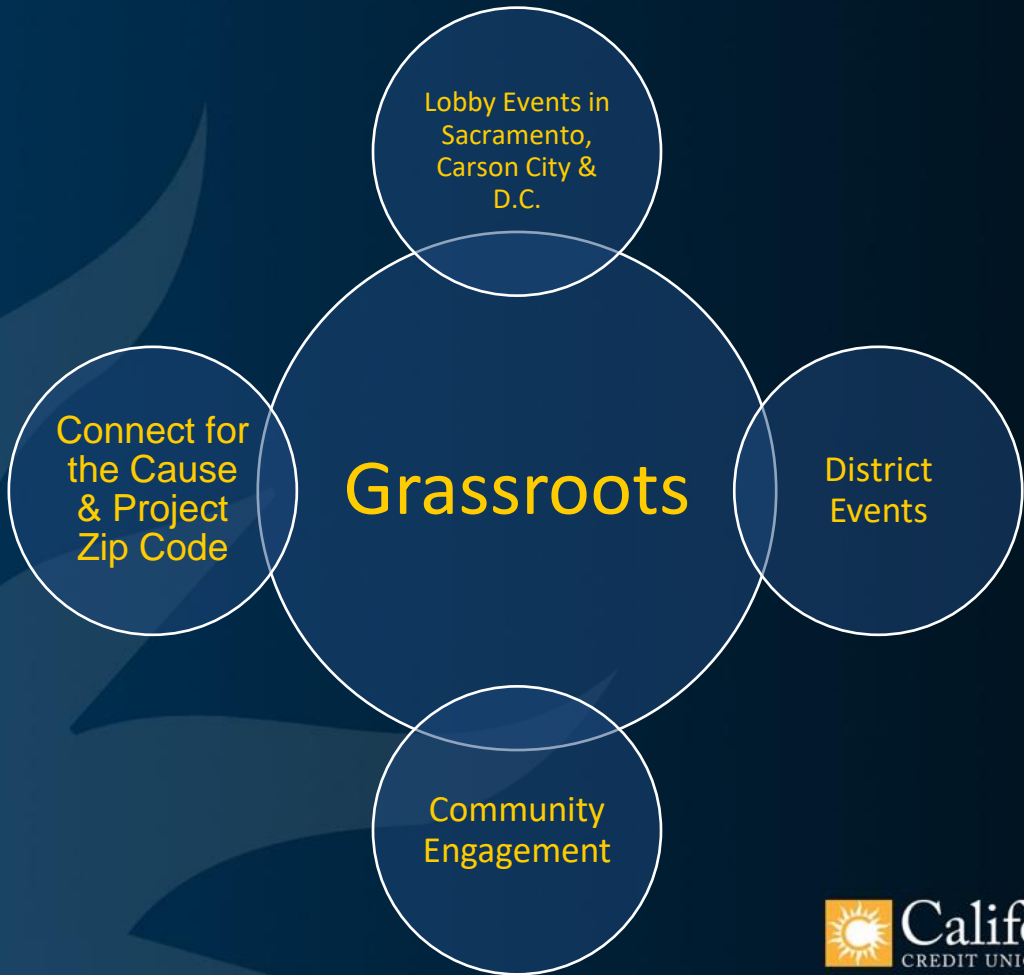 Lobby Events in
Sacramento,
Carson City &
D.C.
Connect for
the Cause
& Project
Zip Code
Grassroots
District
Events
Community
Engagement